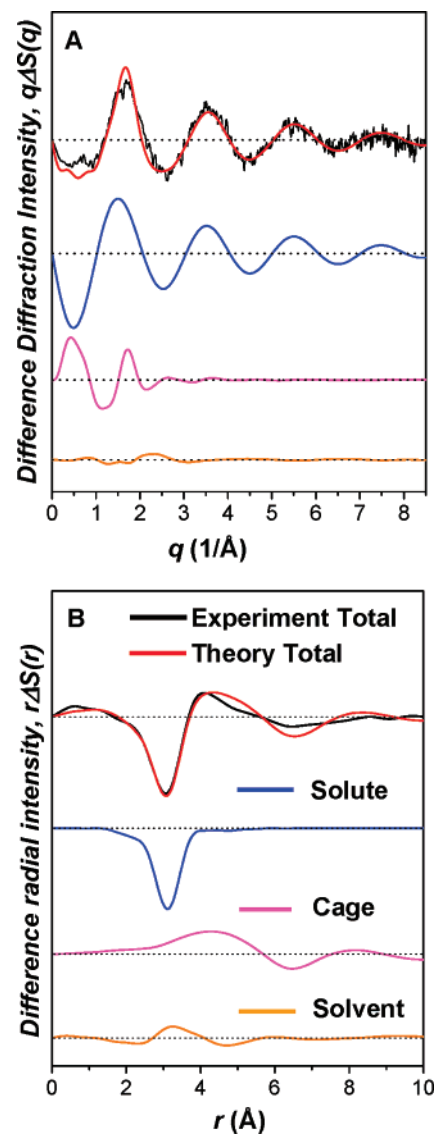 A
Difference Diffraction Intensity, qΔS(q)
0 1 2 3 4 5 6 7 8
q (1/Å)
B
Experiment Total
Theory Total
Solute
Cage
Solvent
Difference radial intensity, rΔS(r)
0 2 4 6 8 10
r (Å)